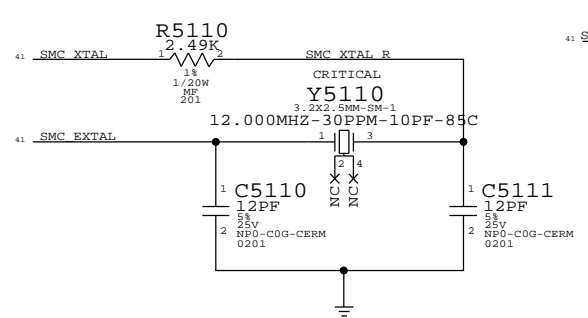 R5110
2.49K
41 SMC_XTAL 1 2 SMC_XTAL_R
1%
1/20W
MF
201
CRITICAL
Y5110
3.2X2.5MM-SM-1
12.000MHZ-30PPM-10PF-85C
41 SMC_EXTAL 1 3
2 4
NC NC
1 C5110
12PF
5%
25V
2 NP0-C0G-CERM
0201
1 C5111
12PF
5%
25V
2 NP0-C0G-CERM
0201
41 S